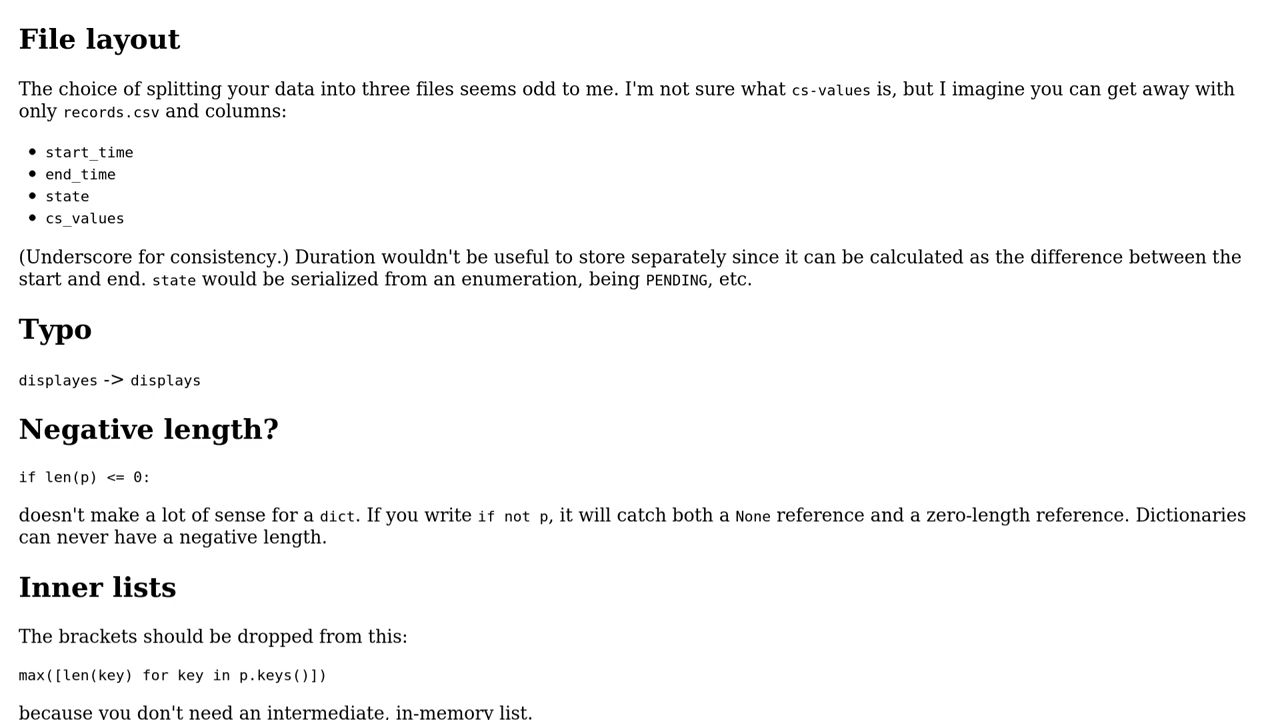 File layout
The choice of splitting your data into three files seems odd to me. I'm not sure what cs-values is, but I imagine you can get away with
only records.csv and columns:
• start_time
• end_time
• state
• cs_values
(Underscore for consistency.) Duration wouldn't be useful to store separately since it can be calculated as the difference between the
start and end. state would be serialized from an enumeration, being PENDING, etc.
Typo
displayes -> displays
Negative length?
if len(p) <= 0:
doesn't make a lot of sense for a dict. If you write if not p, it will catch both a None reference and a zero-length reference. Dictionaries
can never have a negative length.
Inner lists
The brackets should be dropped from this:
max([len(key) for key in p.keys()])
because you don't need an intermediate, in-memory list.